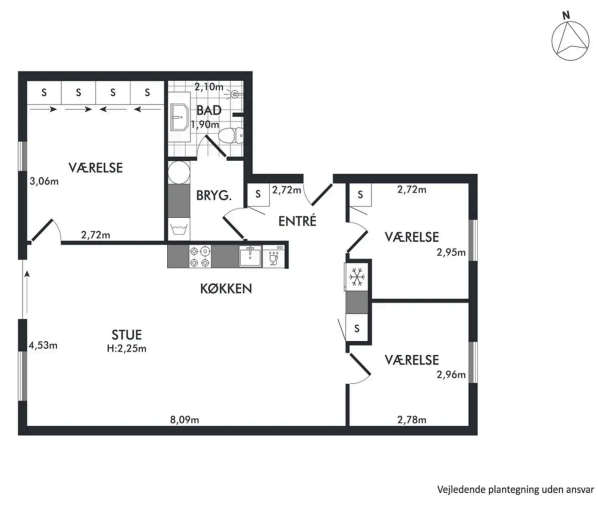 N
S S S S
2,10m
BAD
1,90m
VÆRELSE
3,06m
2,72m
BRYG.
S
2,72m
ENTRÉ
S
2,72m
VÆRELSE
2,95m
KØKKEN
STUE
H:2,25m
4,53m
8,09m
S
VÆRELSE
2,96m
2,78m
Vejledende plantegning uden ansvar